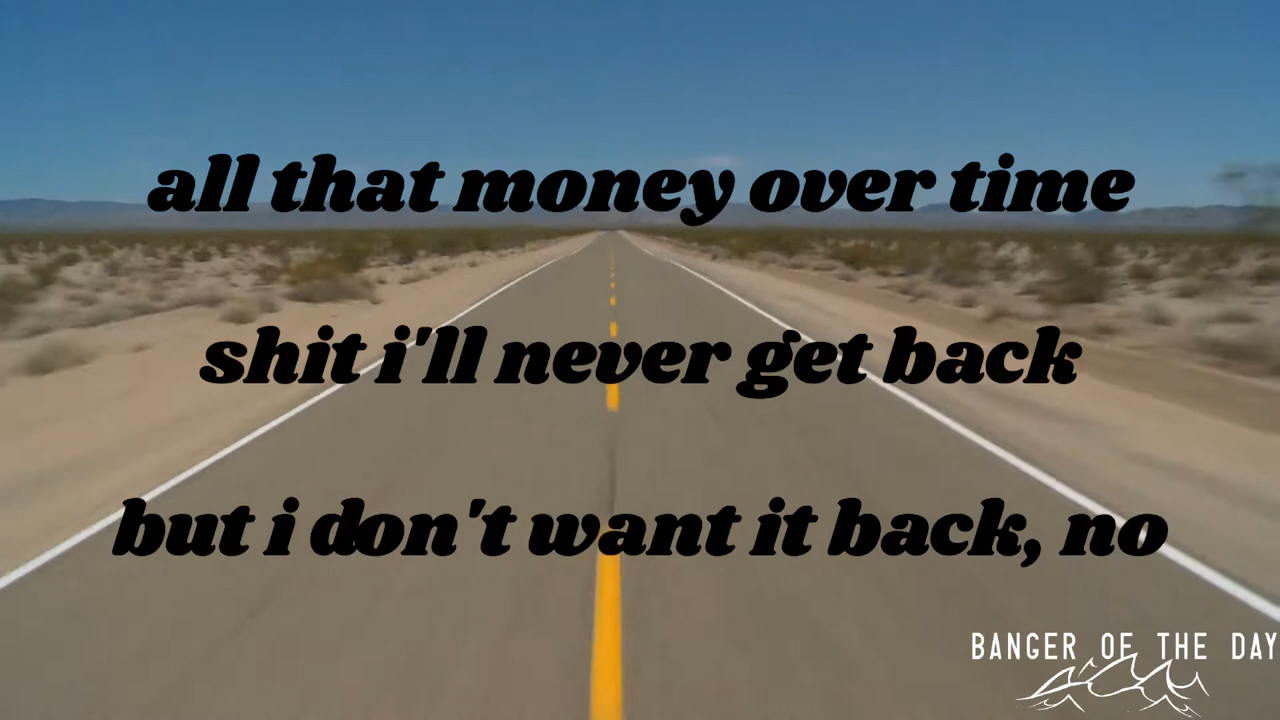 all that money over time
shit i'll never get back
but i don't want it back, no
BANGER OF THE DAY